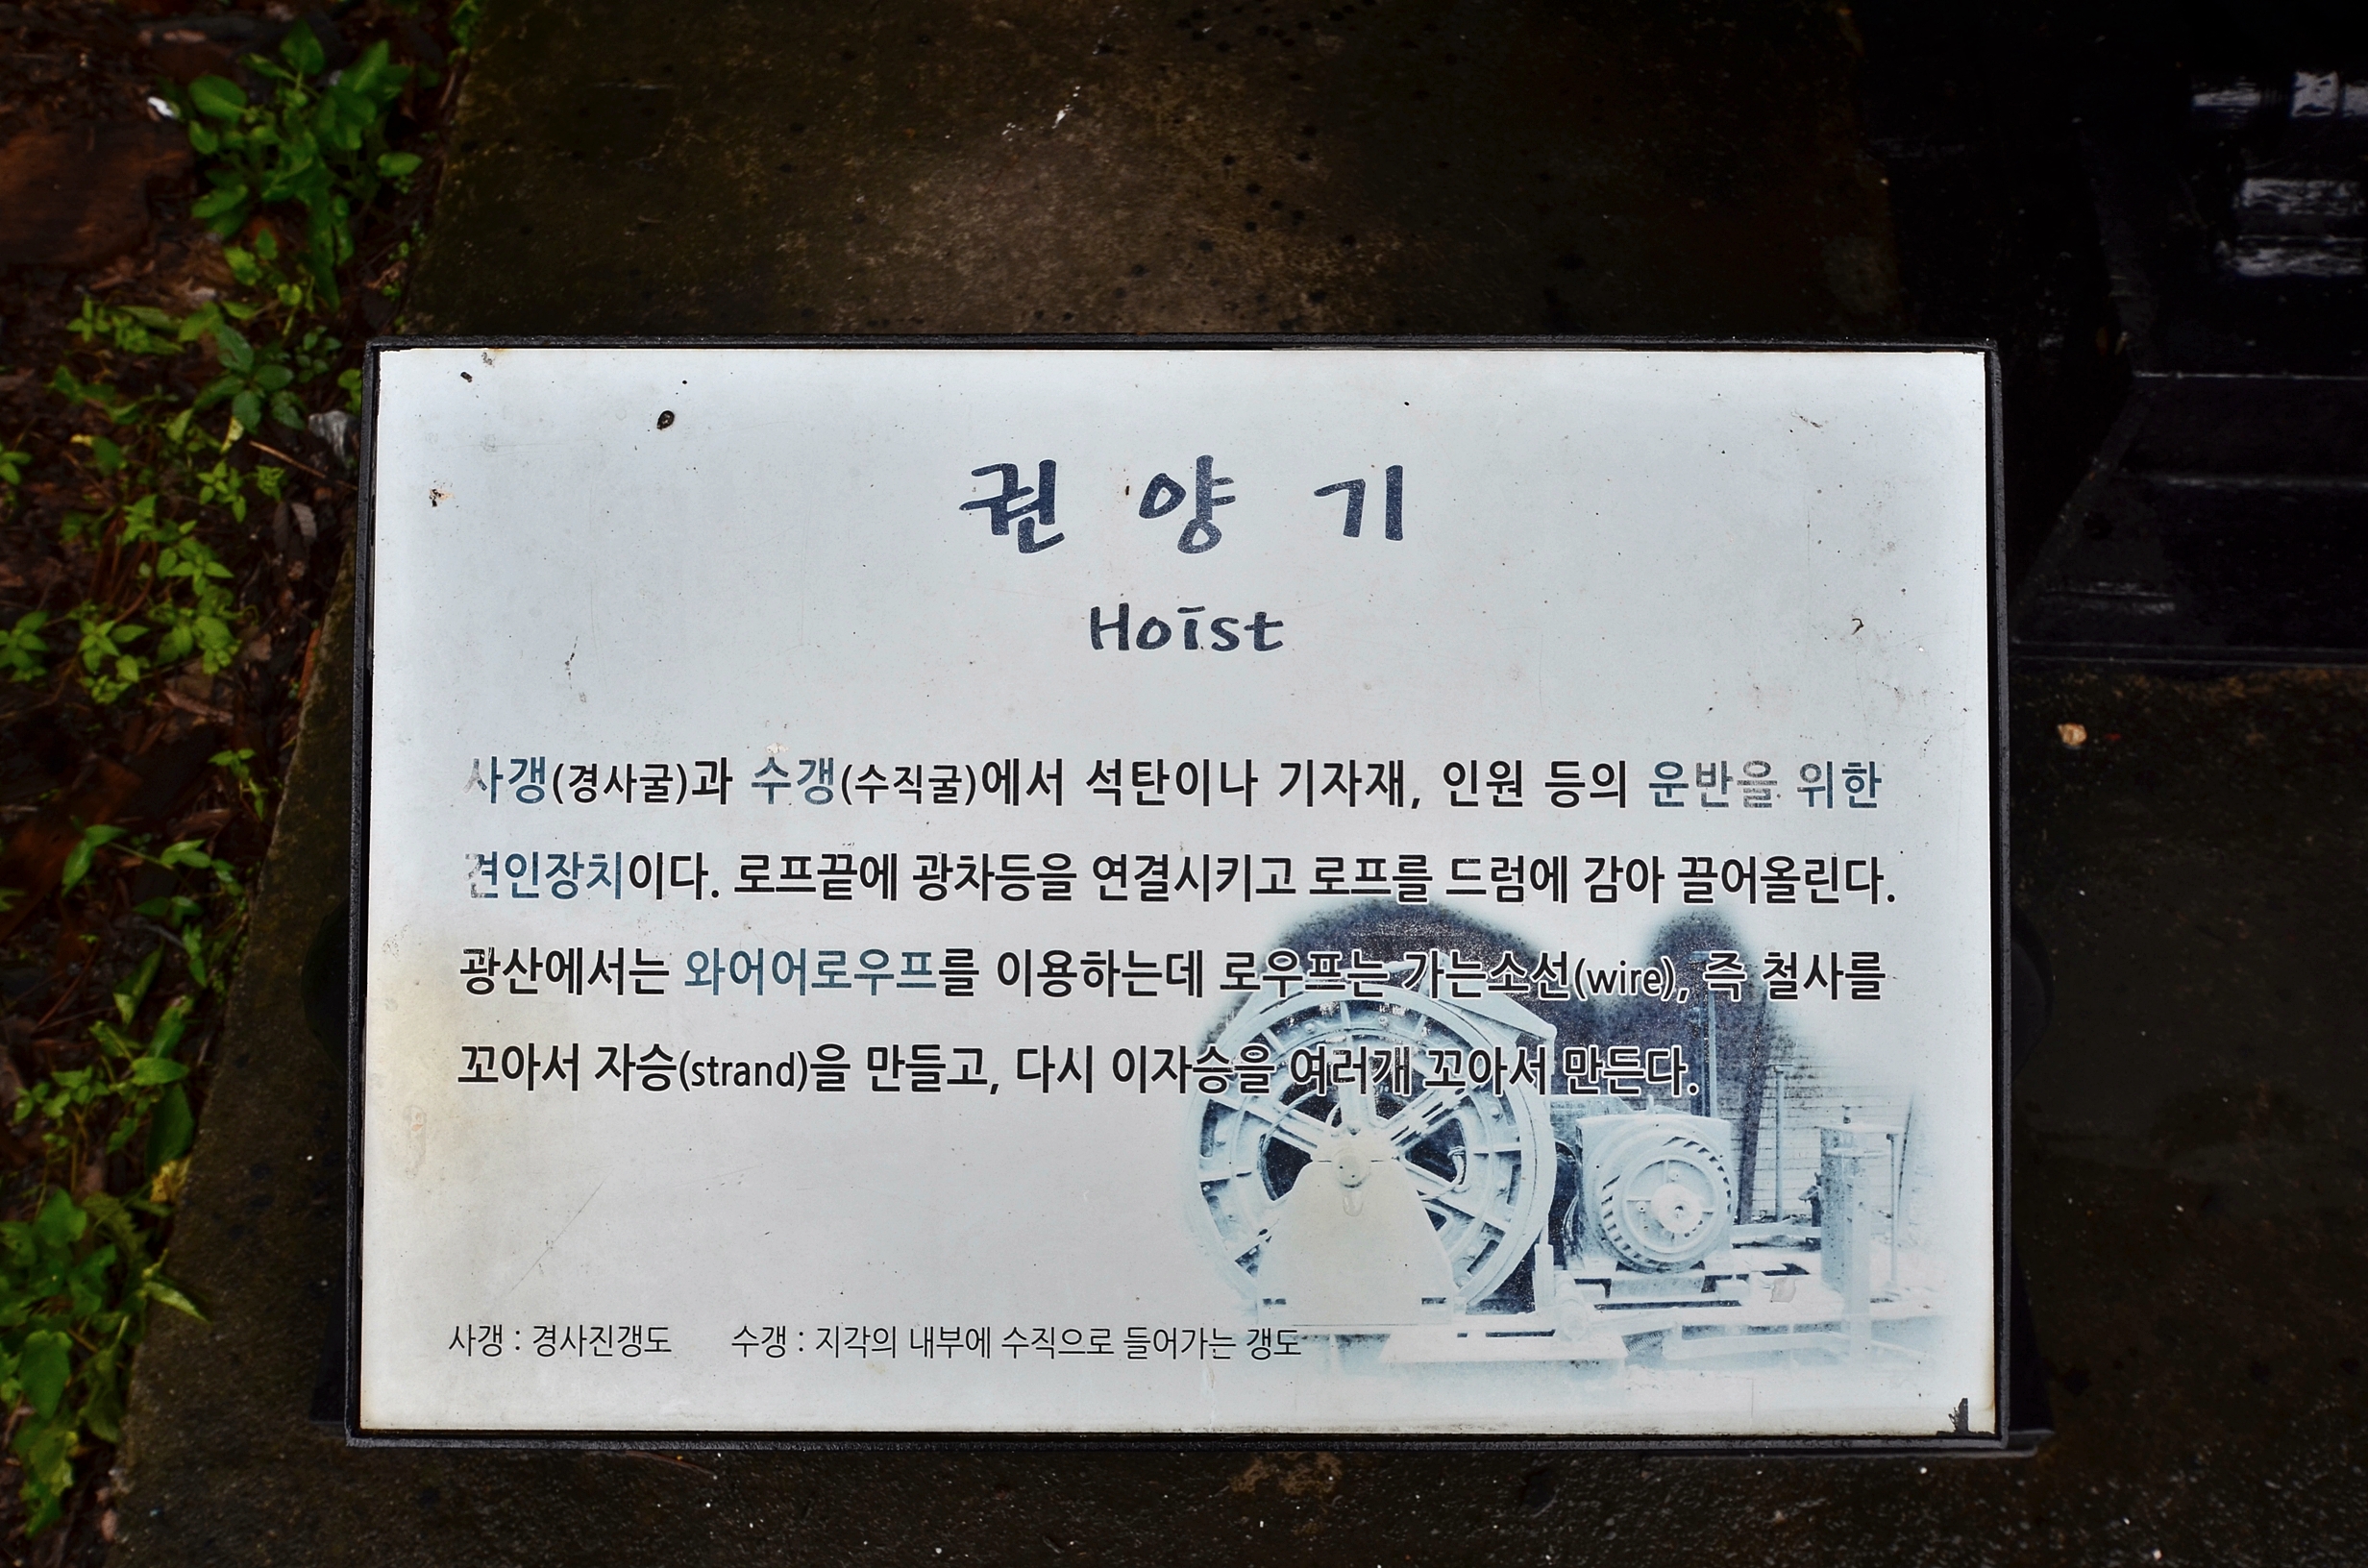 권 양 기
Hoist
사갱(경사굴)과 수갱(수직굴)에서 석탄이나 기자재, 인원 등의 운반을 위한
견인장치이다. 로프끝에 광차등을 연결시키고 로프를 드럼에 감아 끌어올린다.
광산에서는 와어어로우프를 이용하는데 로우프는 가는소선(wire), 즉 철사를
꼬아서 자승(strand)을 만들고, 다시 이자승을 여러개 꼬아서 만든다.
사갱 : 경사진갱도 수갱 : 지각의 내부에 수직으로 들어가는 갱도